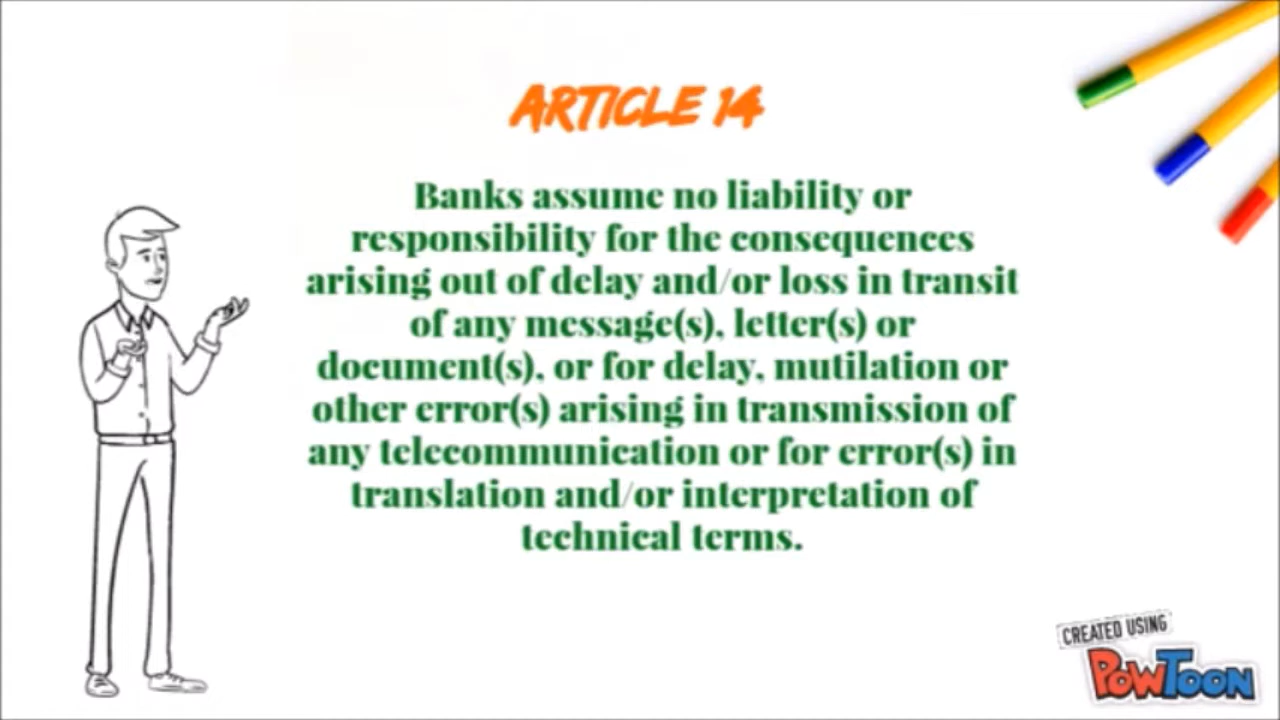 ARTICLE 14
Banks assume no liability or
responsibility for the consequences
arising out of delay and/or loss in transit
of any message(s), letter(s) or
document(s), or for delay, mutilation or
other error(s) arising in transmission of
any telecommunication or for error(s) in
translation and/or interpretation of
technical terms.
CREATED USING
POWTOON